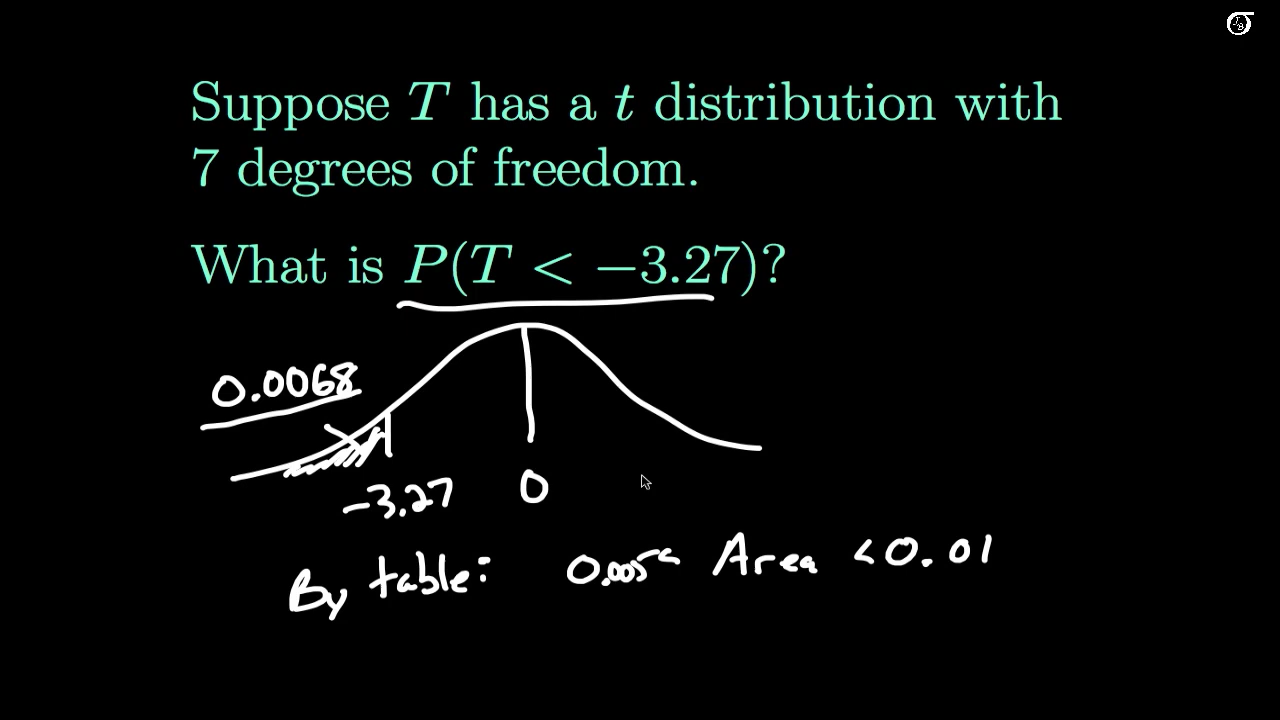 Suppose T has a t distribution with
7 degrees of freedom.
What is P(T < −3.27)?
0.0068
-3.27 0
By table: 0.005 < Area < 0.01